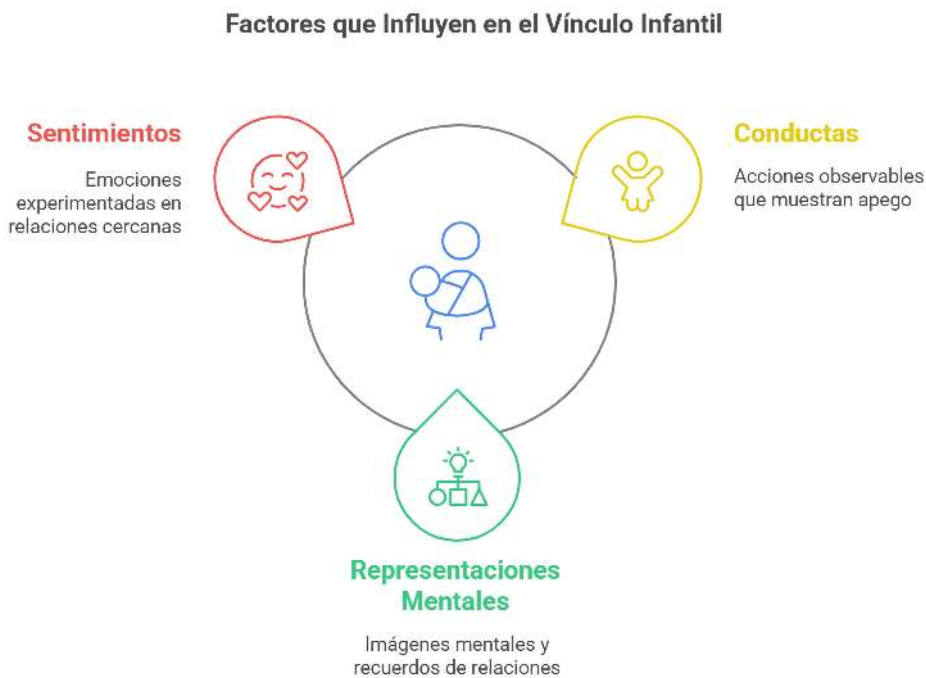 Factores que Influyen en el Vínculo Infantil
Sentimientos
Emociones
experimentadas en
relaciones cercanas
Conductas
Acciones observables
que muestran apego
Representaciones
Mentales
Imágenes mentales y
recuerdos de relaciones